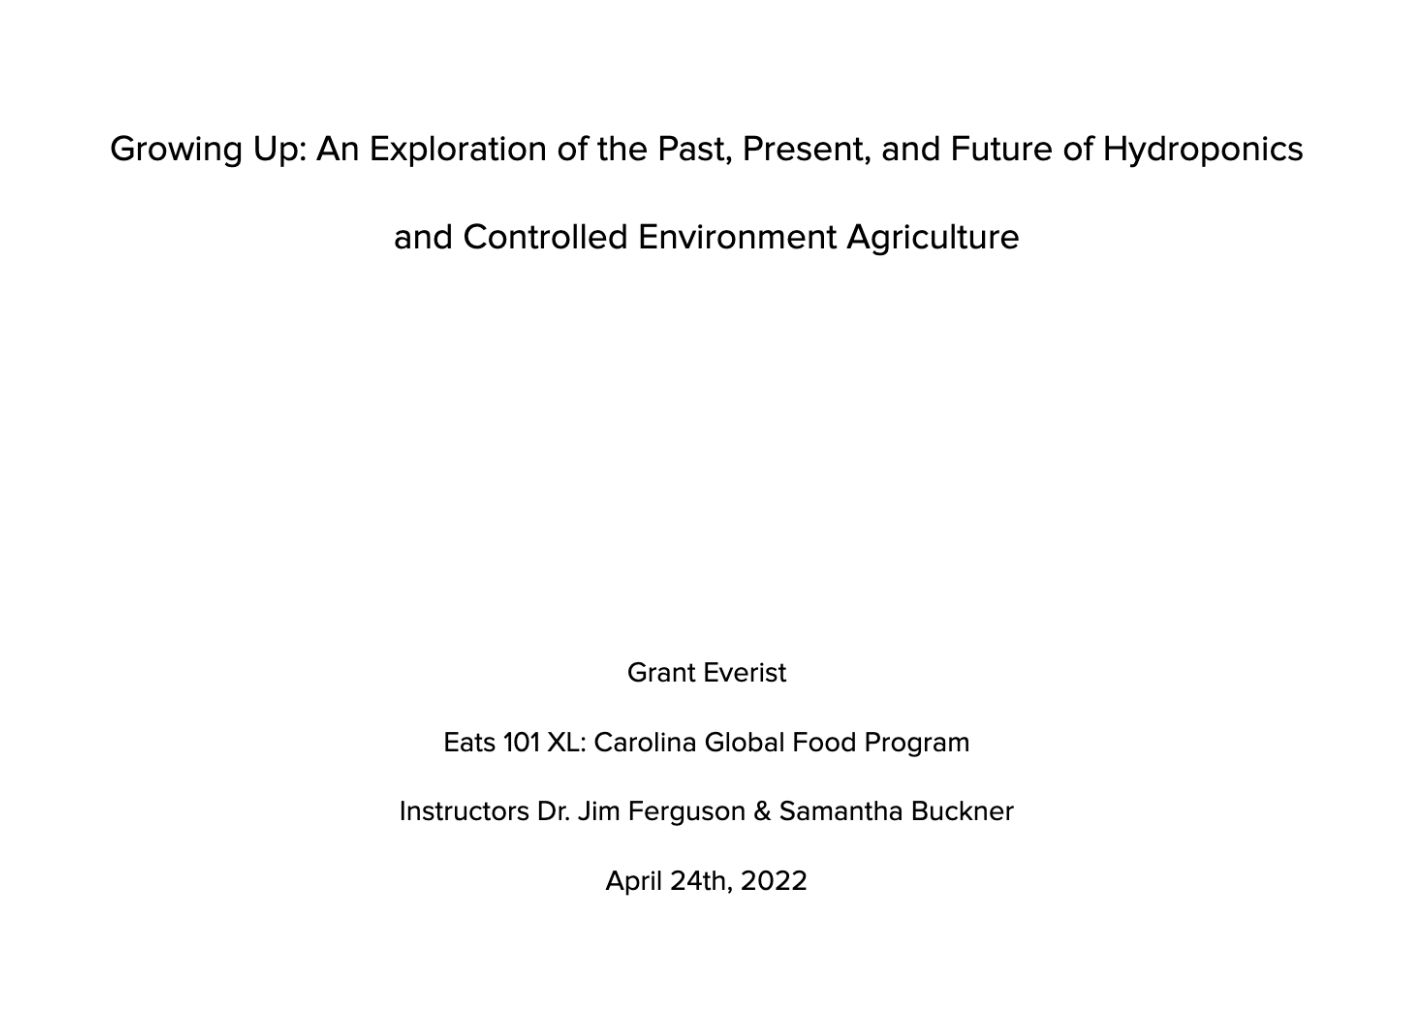 Growing Up: An Exploration of the Past, Present, and Future of Hydroponics
and Controlled Environment Agriculture
Grant Everist
Eats 101 XL: Carolina Global Food Program
Instructors Dr. Jim Ferguson & Samantha Buckner
April 24th, 2022